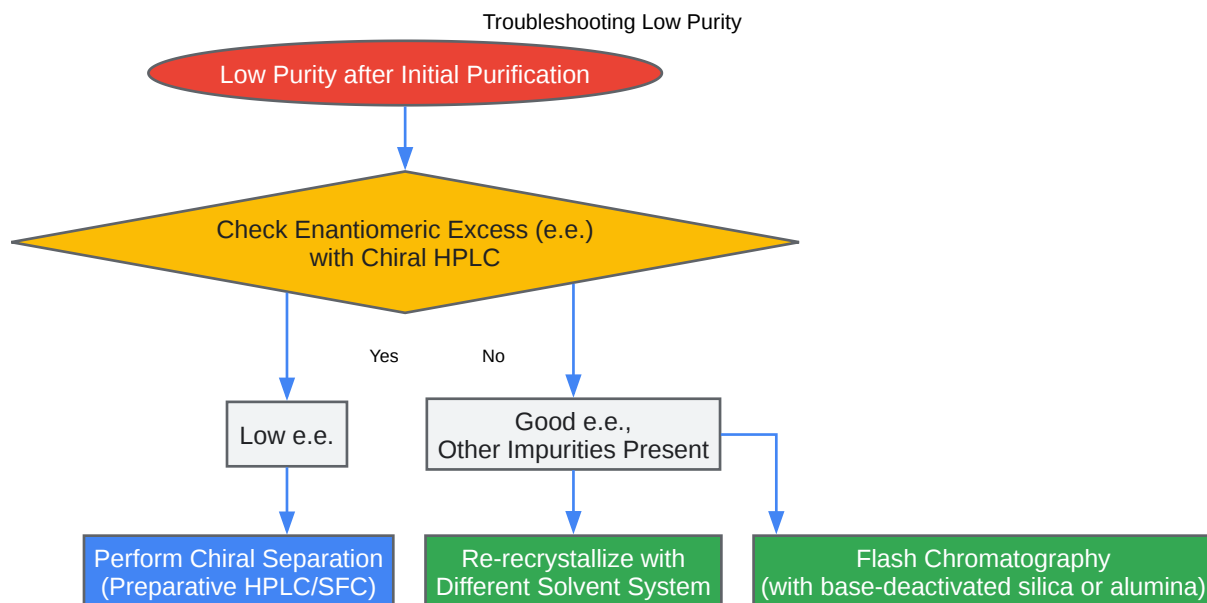 Troubleshooting Low Purity
Low Purity after Initial Purification
Check Enantiomeric Excess (e.e.)
with Chiral HPLC
Yes
No
Low e.e.
Good e.e.,
Other Impurities Present
Perform Chiral Separation
(Preparative HPLC/SFC)
Re-recrystallize with
Different Solvent System
Flash Chromatography
(with base-deactivated silica or alumina)